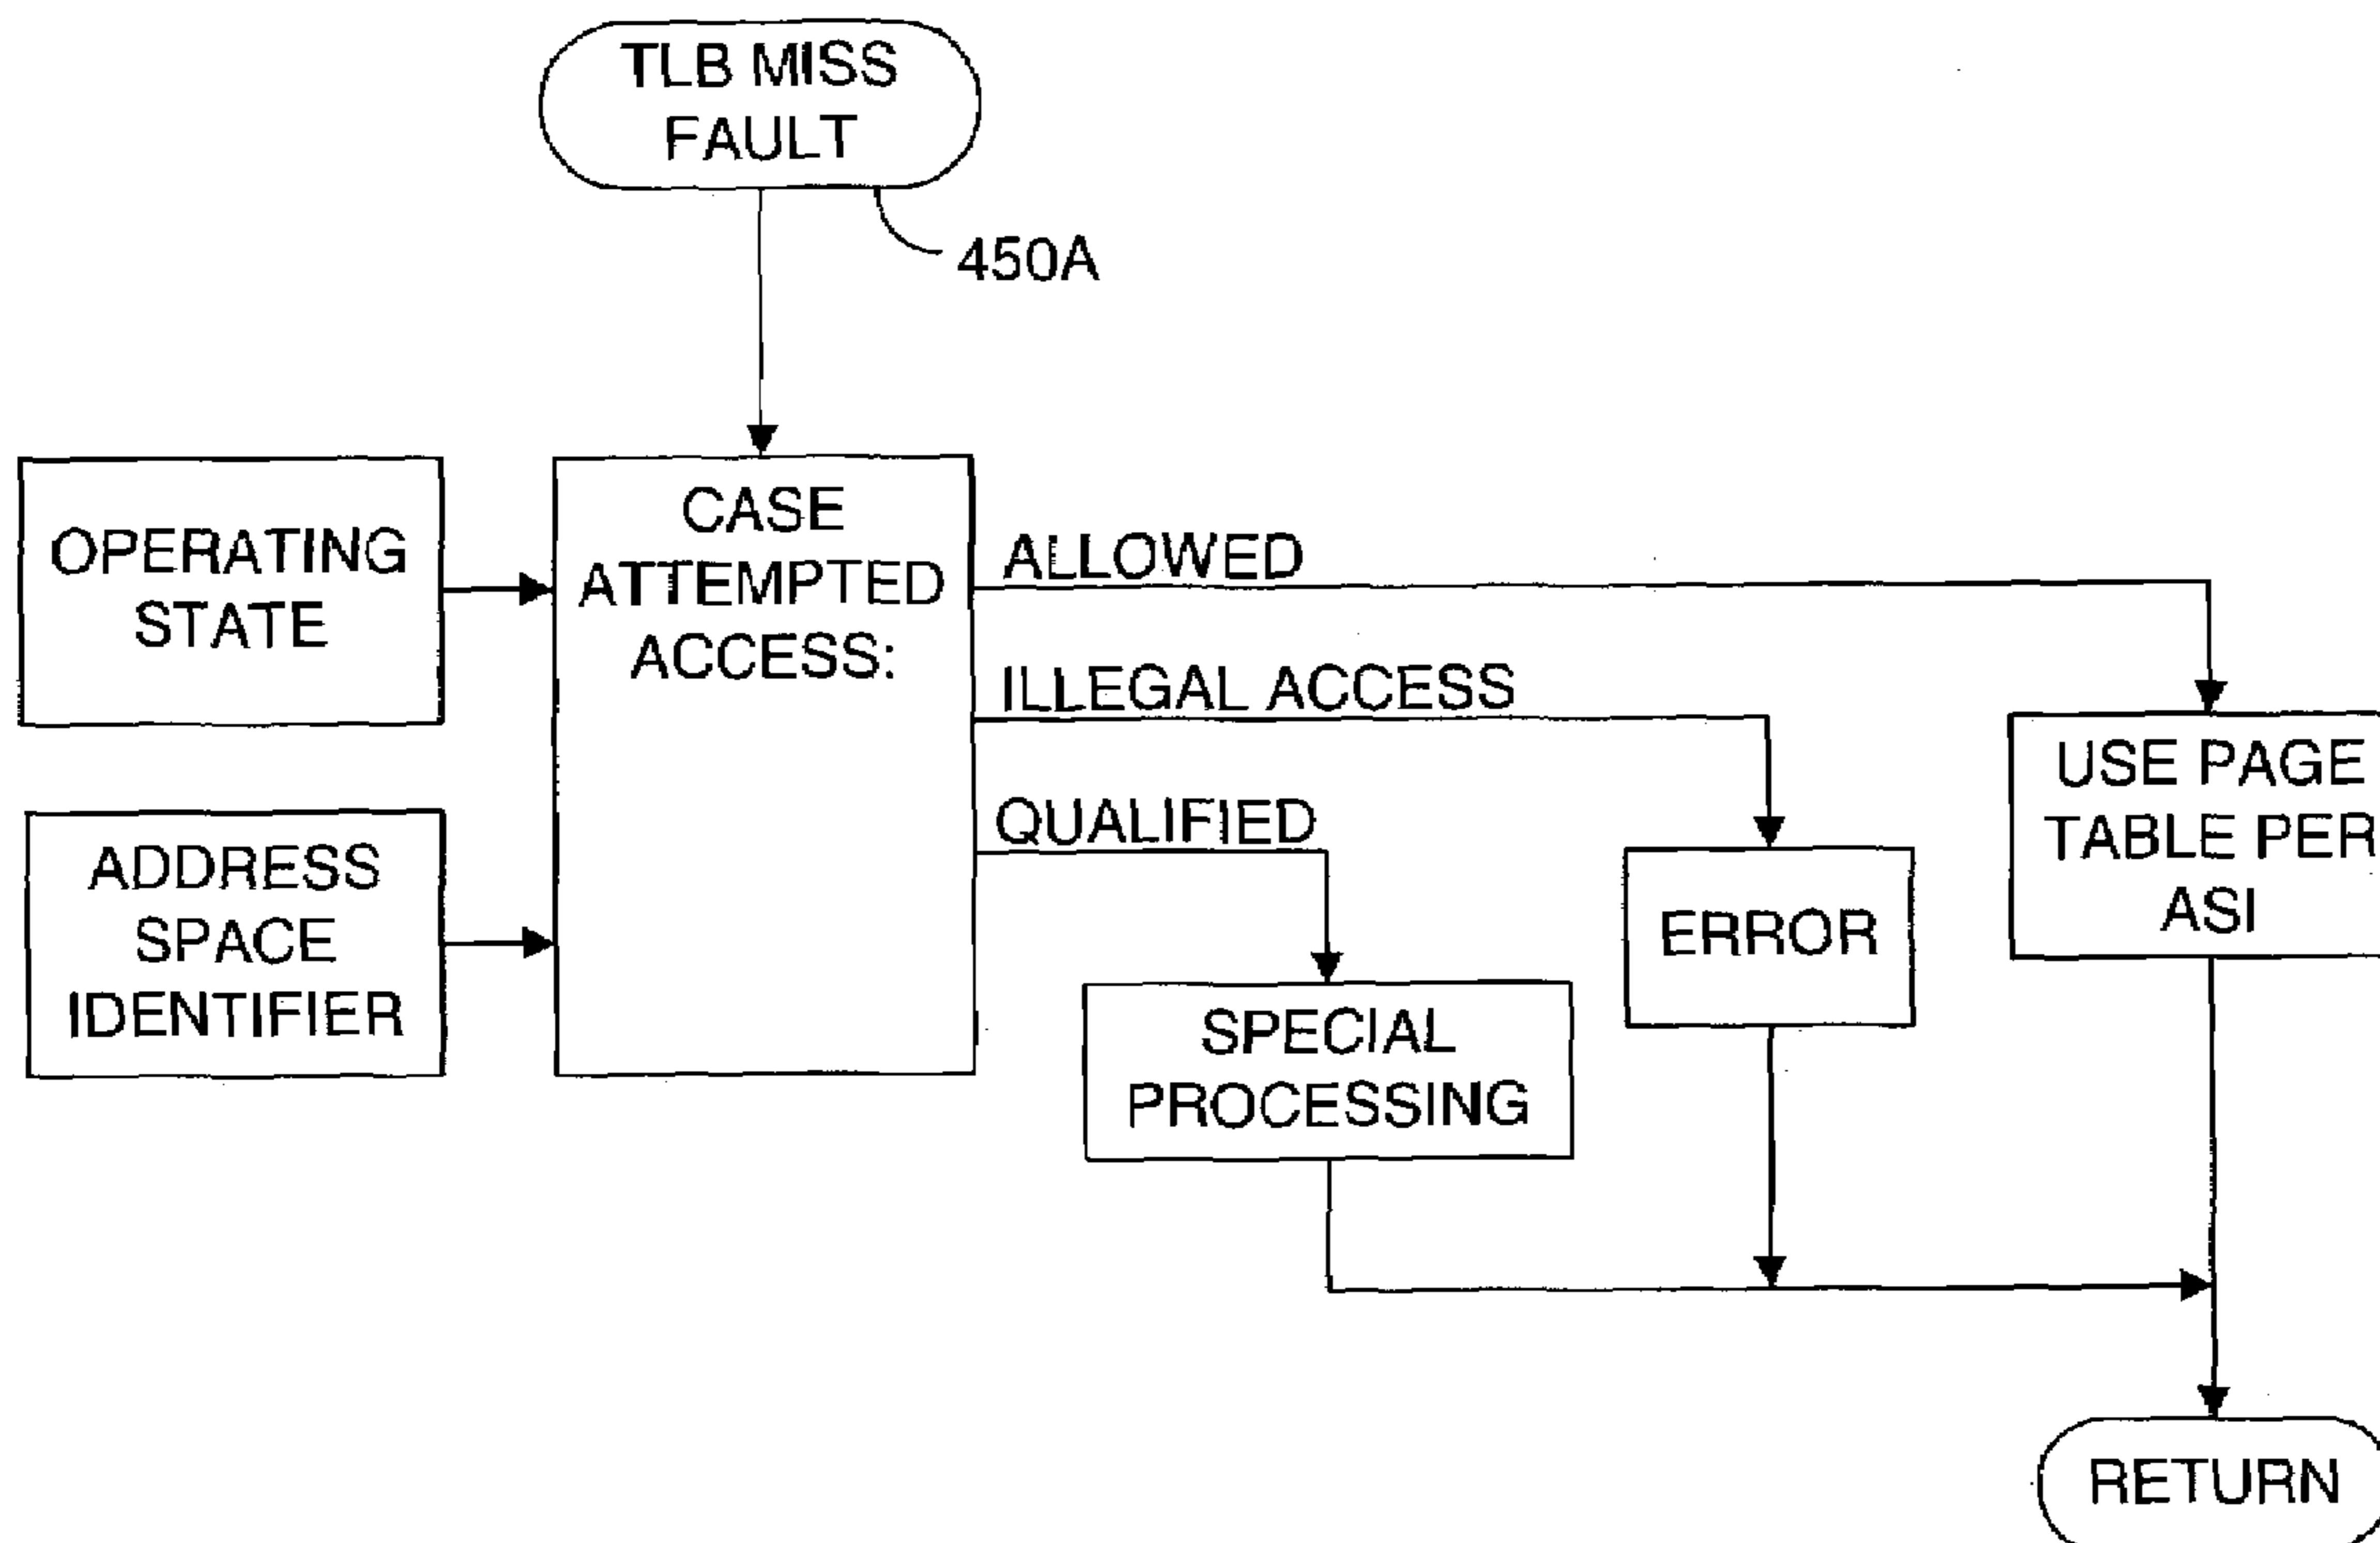 TLB MISS
FAULT
450A
OPERATING
STATE
ADDRESS
SPACE
IDENTIFIER
CASE
ATTEMPTED
ACCESS:
ALLOWED
ILLEGAL ACCESS
QUALIFIED
SPECIAL
PROCESSING
ERROR
USE PAGE
TABLE PER
ASI
RETURN